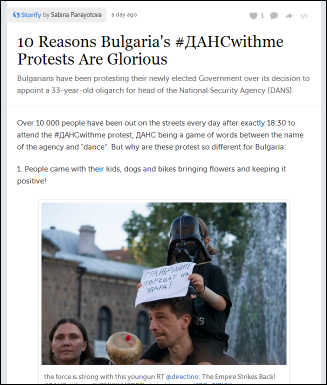 Storify by Sabina Panayotova a day ago
1
10 Reasons Bulgaria's #ДАНСwithme
Protests Are Glorious
Bulgarians have been protesting their newly elected Government over its decision to
appoint a 33-year-old oligarch for head of the National Security Agency (DANS).
Over 10 000 people have been out on the streets every day after exactly 18:30 to
attend the #ДАНСwithme protest, ДАНС being a game of words between the name
of the agency and "dance". But why are these protest so different for Bulgaria:
1. People came with their kids, dogs and bikes bringing flowers and keeping it
positive!
the force is strong with this youngun RT @directino: The Empire Strikes Back!